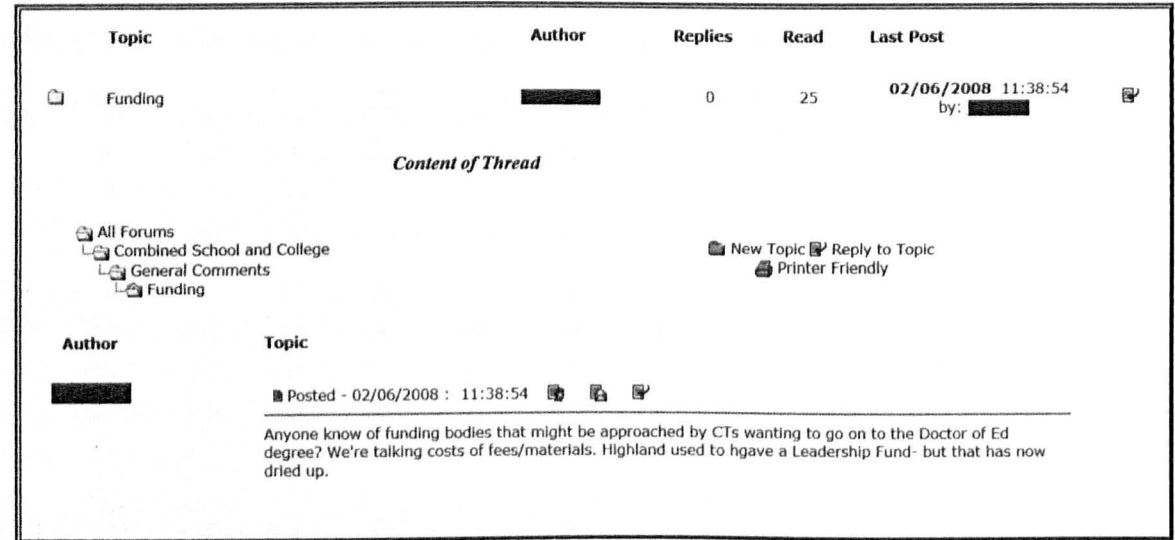 Topic Author Replies Read Last Post
Funding 0 25 02/06/2008 11:38:54
by:
Content of Thread
All Forums
Combined School and College
General Comments
Funding
New Topic Reply to Topic
Printer Friendly
Author Topic
Posted - 02/06/2008 : 11:38:54
Anyone know of funding bodies that might be approached by CTs wanting to go on to the Doctor of Ed
degree? We're talking costs of fees/materials. Highland used to hgave a Leadership Fund- but that has now
dried up.